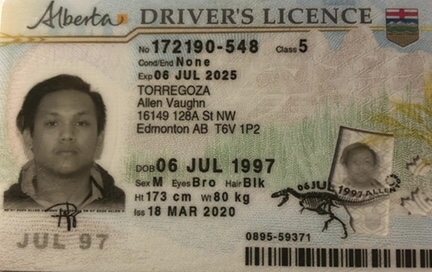 Alberta DRIVER'S LICENCE
No 172190-548 Class 5
Cond/End None
Exp 06 JUL 2025
TORREGOZA
Allen Vaughn
16149 128A St NW
Edmonton AB T6V 1P2
DOB 06 JUL 1997
Sex M Eyes Bro Hair Blk
Ht 173 cm Wt 80 kg
Iss 18 MAR 2020
06 JUL 1997 ALLEN
JUL 97
0895-59371